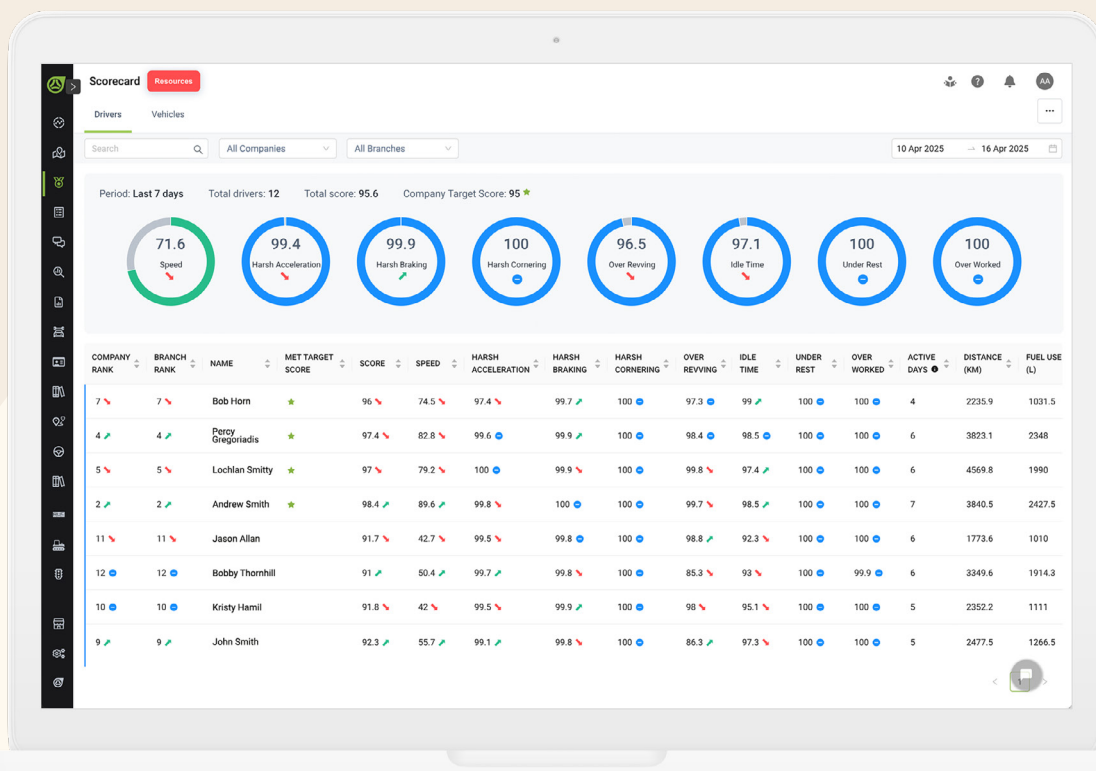 Scorecard Resources AA
Drivers Vehicles ...
Search All Companies All Branches 10 Apr 2025 → 16 Apr 2025
Period: Last 7 days Total drivers: 12 Total score: 95.6 Company Target Score: 95
71.6 99.4 99.9 100 96.5 97.1 100 100
Speed Harsh Acceleration Harsh Braking Harsh Cornering Over Revving Idle Time Under Rest Over Worked
COMPANY BRANCH NAME MET TARGET SCORE SPEED HARSH HARSH HARSH OVER IDLE UNDER OVER ACTIVE DISTANCE FUEL USE
RANK RANK SCORE ACCELERATION BRAKING CORNERING REVVING TIME REST WORKED DAYS (KM) (L)
7 7 Bob Horn 96 74.5 97.4 99.7 100 97.3 99 100 100 4 2235.9 1031.5
4 4 Percy Gregoriadis 97.4 82.8 99.6 99.9 100 98.4 98.5 100 100 6 3823.1 2348
5 5 Lochlan Smitty 97 79.2 100 99.9 100 99.8 97.4 100 100 6 4569.8 1990
2 2 Andrew Smith 98.4 89.6 99.8 100 100 99.7 98.5 100 100 7 3840.5 2427.5
11 11 Jason Allan 91.7 42.7 99.5 99.8 100 98.8 92.3 100 100 6 1773.6 1010
12 12 Bobby Thornhill 91 50.4 99.7 99.8 100 85.3 93 100 99.9 6 3349.6 1914.3
10 10 Kristy Hamil 91.8 42 99.5 99.9 100 98 95.1 100 100 5 2352.2 1111
9 9 John Smith 92.3 55.7 99.1 99.8 100 86.3 97.3 100 100 5 2477.5 1266.5